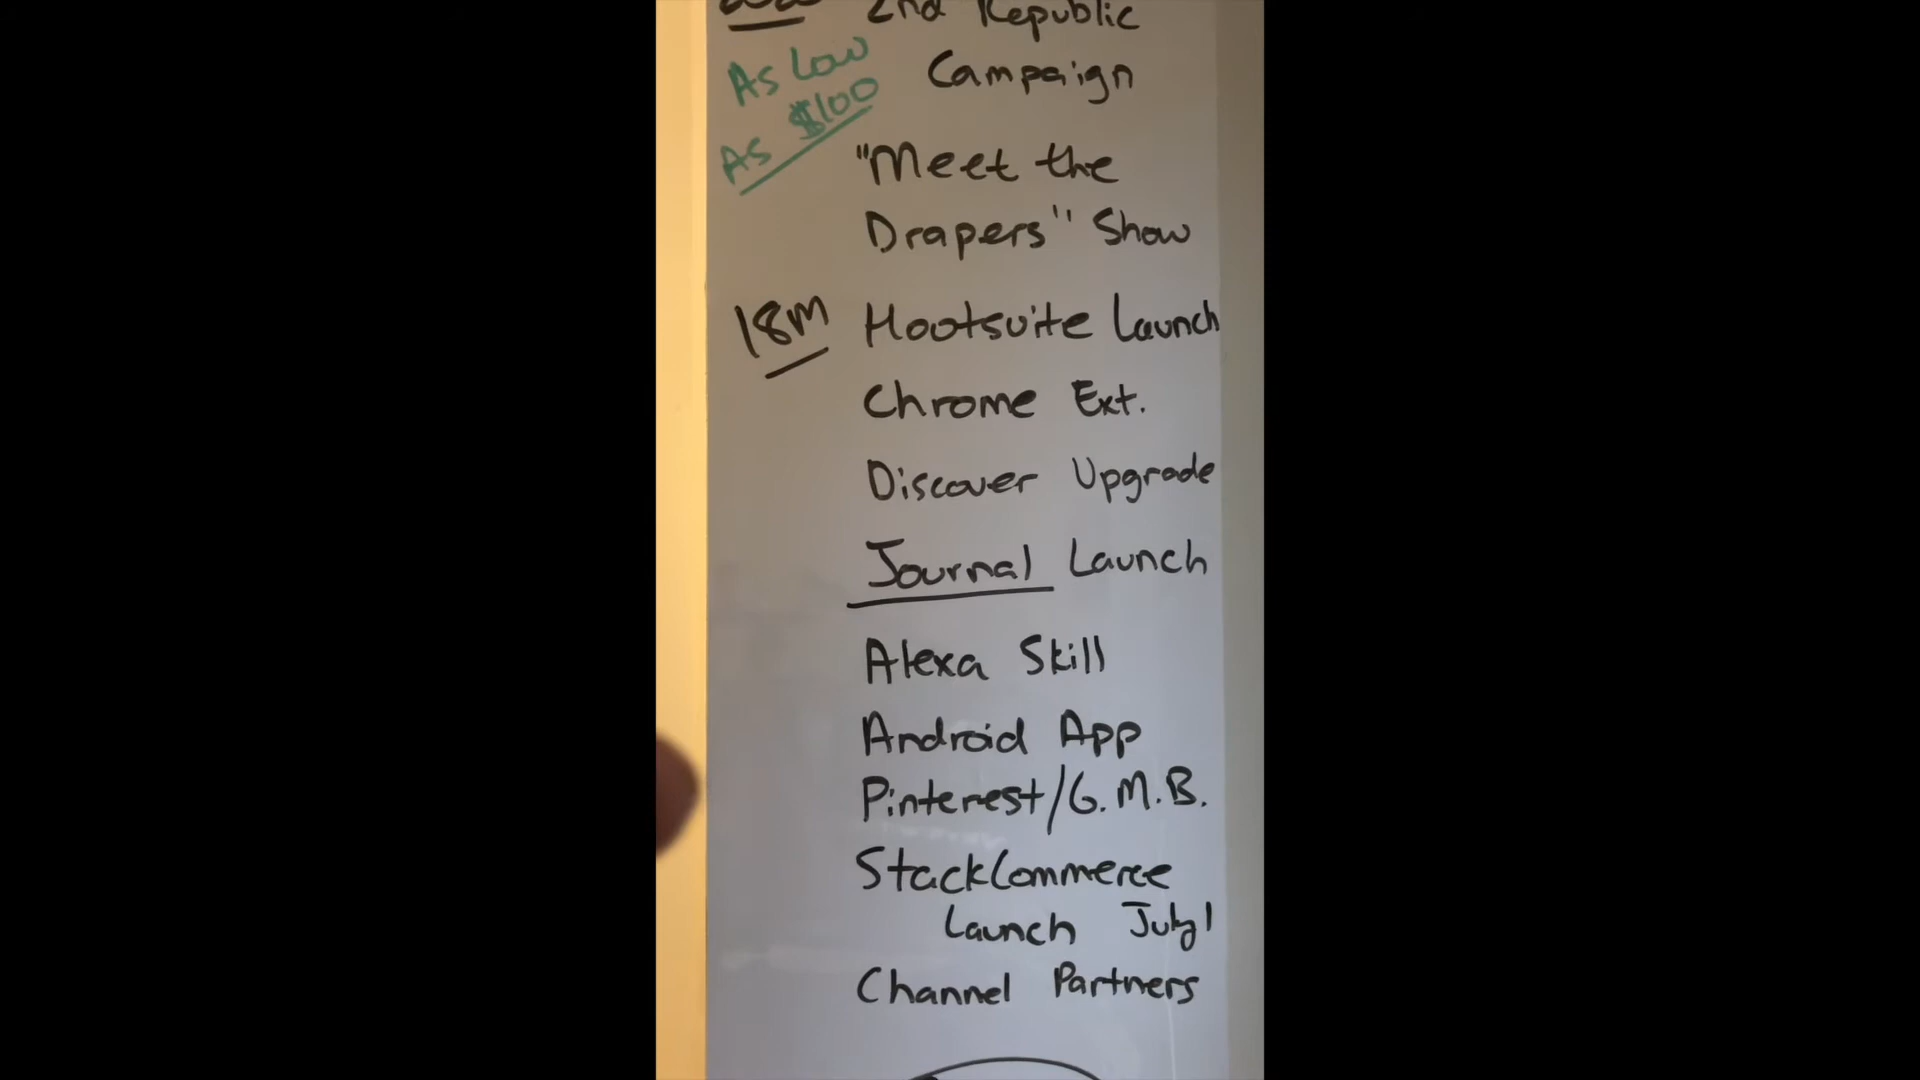 2nd Republic
Campaign
As Low
As $100
"Meet the
Drapers" Show
18M Hootsuite Launch
Chrome Ext.
Discover Upgrade
Journal Launch
Alexa Skill
Android App
Pinterest/G.M.B.
StackCommerce
Launch July 1
Channel Partners